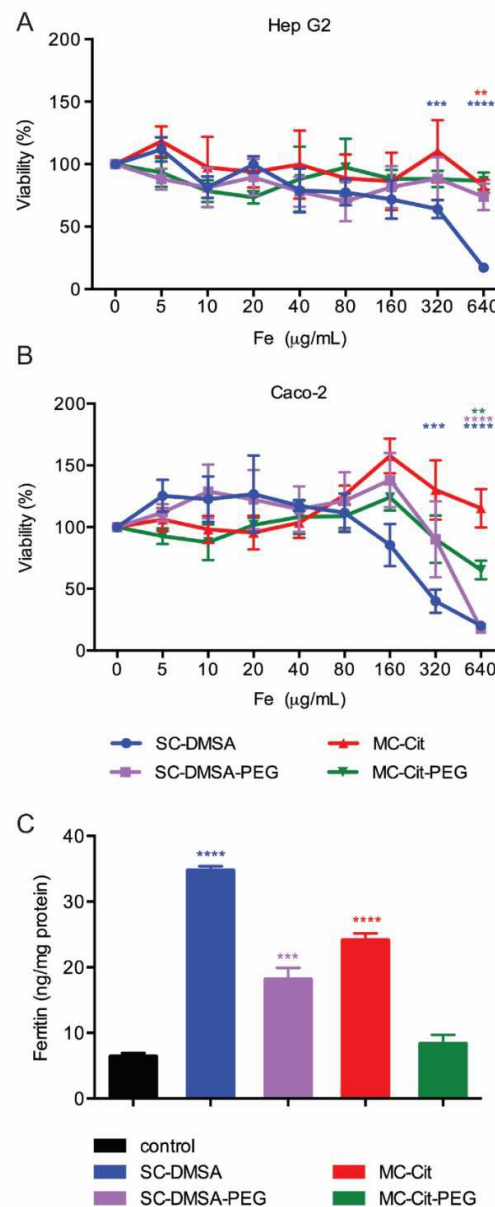 A
Hep G2
200
150
100
50
0
Viability (%)
**
*** ****
0 5 10 20 40 80 160 320 640
Fe (µg/mL)
B
Caco-2
200
150
100
50
0
Viability (%)
**
****
*** ****
0 5 10 20 40 80 160 320 640
Fe (µg/mL)
SC-DMSA MC-Cit
SC-DMSA-PEG MC-Cit-PEG
C
40
30
20
10
0
Ferritin (ng/mg protein)
****
***
****
control
SC-DMSA MC-Cit
SC-DMSA-PEG MC-Cit-PEG